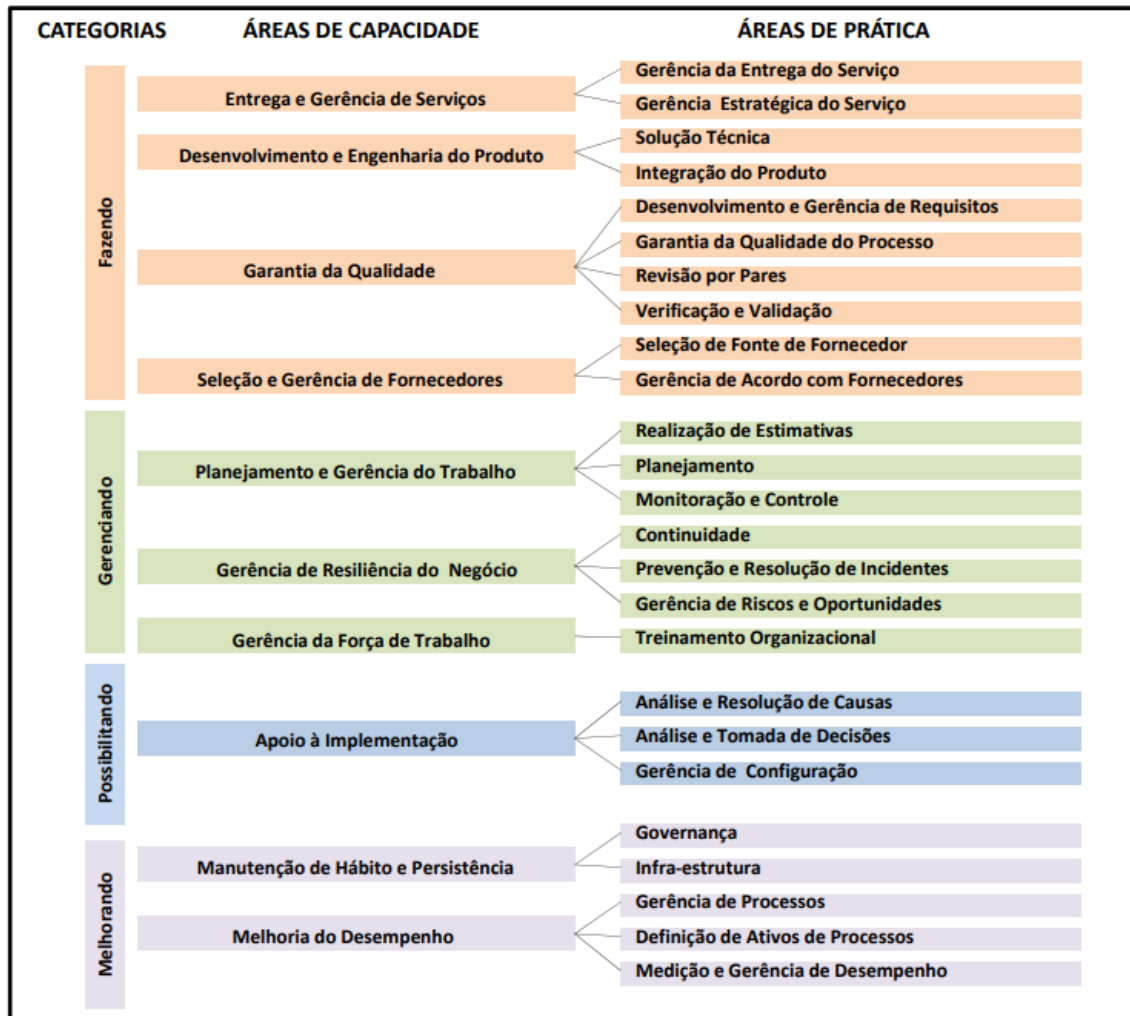 CATEGORIAS ÁREAS DE CAPACIDADE ÁREAS DE PRÁTICA
Fazendo
Entrega e Gerência de Serviços
Gerência da Entrega do Serviço
Gerência Estratégica do Serviço
Desenvolvimento e Engenharia do Produto
Solução Técnica
Integração do Produto
Garantia da Qualidade
Desenvolvimento e Gerência de Requisitos
Garantia da Qualidade do Processo
Revisão por Pares
Verificação e Validação
Seleção e Gerência de Fornecedores
Seleção de Fonte de Fornecedor
Gerência de Acordo com Fornecedores
Gerenciando
Planejamento e Gerência do Trabalho
Realização de Estimativas
Planejamento
Monitoração e Controle
Gerência de Resiliência do Negócio
Continuidade
Prevenção e Resolução de Incidentes
Gerência de Riscos e Oportunidades
Gerência da Força de Trabalho
Treinamento Organizacional
Possibilitando
Apoio à Implementação
Análise e Resolução de Causas
Análise e Tomada de Decisões
Gerência de Configuração
Melhorando
Manutenção de Hábito e Persistência
Governança
Infra-estrutura
Melhoria do Desempenho
Gerência de Processos
Definição de Ativos de Processos
Medição e Gerência de Desempenho